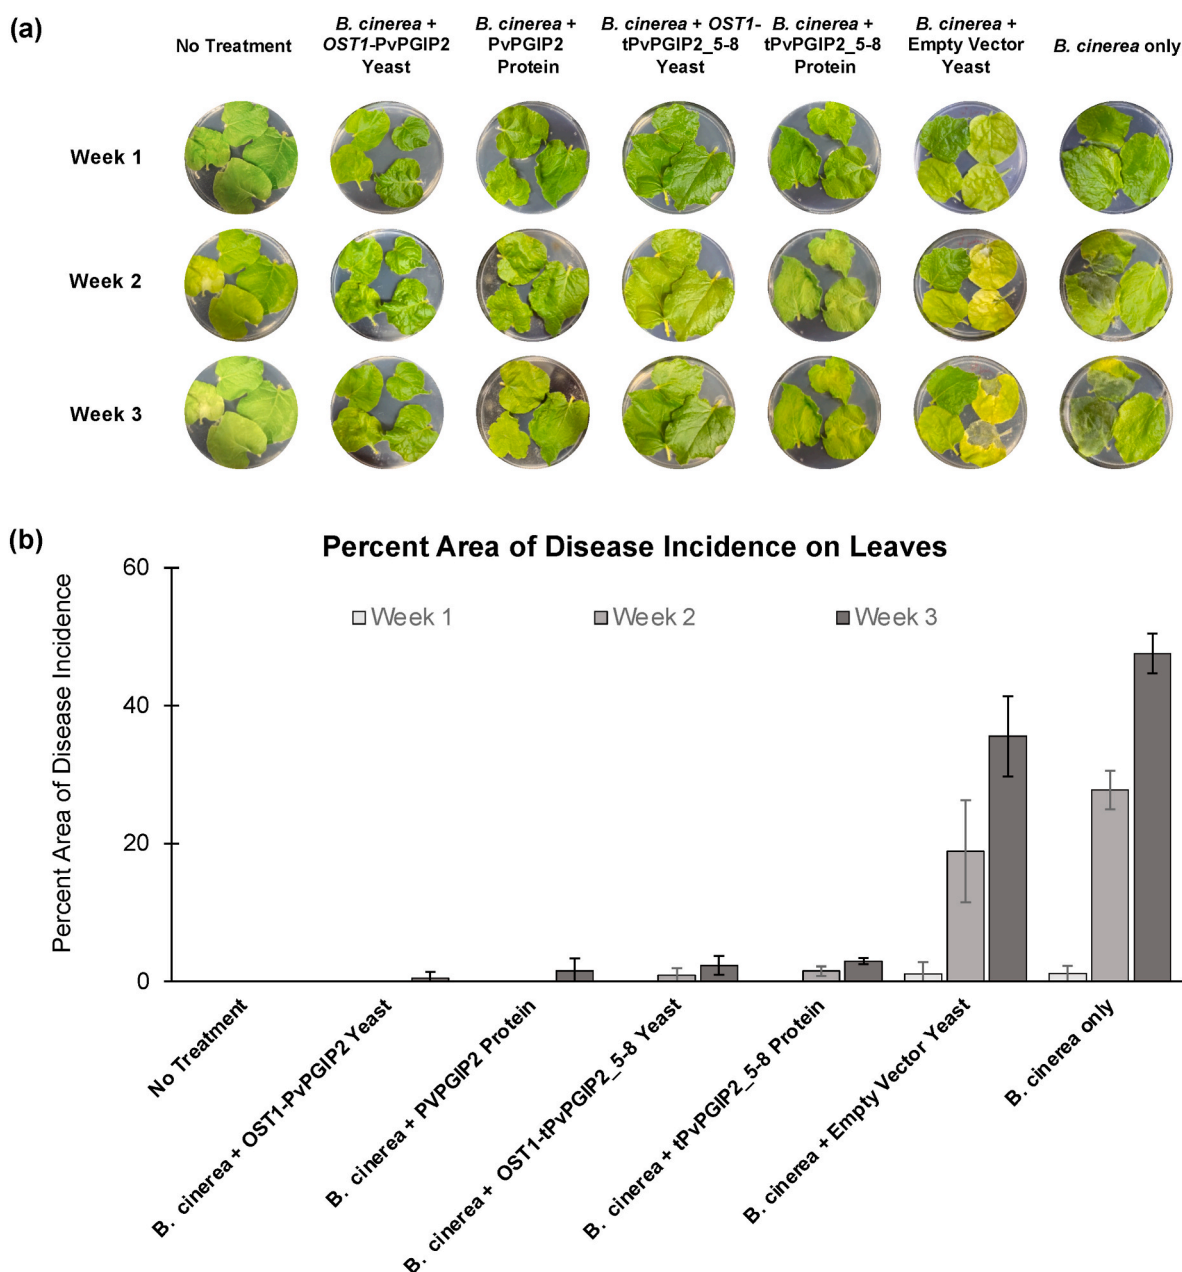 (a)
No Treatment
B. cinerea +
OST1-PvPGIP2
Yeast
B. cinerea +
PvPGIP2
Protein
B. cinerea + OST1-
tPvPGIP2_5-8
Yeast
B. cinerea +
tPvPGIP2_5-8
Protein
B. cinerea +
Empty Vector
Yeast
B. cinerea only
Week 1
Week 2
Week 3
(b)
Percent Area of Disease Incidence on Leaves
Percent Area of Disease Incidence
60
40
20
0
Week 1
Week 2
Week 3
No Treatment
B. cinerea + OST1-PvPGIP2 Yeast
B. cinerea + PVPGIP2 Protein
B. cinerea + OST1-tPvPGIP2_5-8 Yeast
B. cinerea + tPvPGIP2_5-8 Protein
B. cinerea + Empty Vector Yeast
B. cinerea only